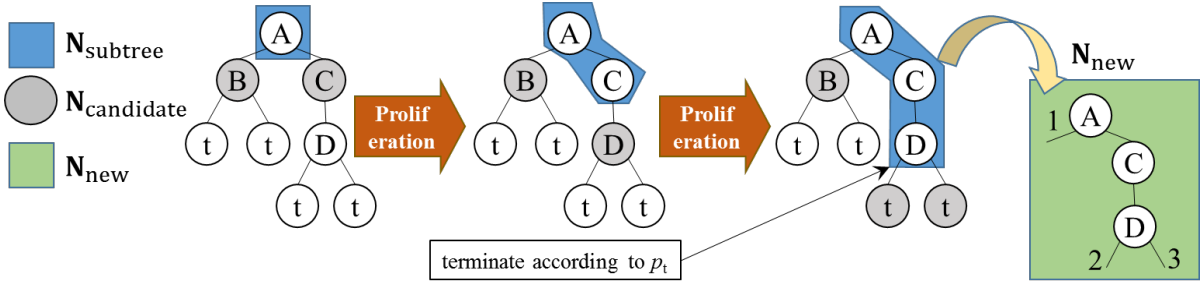 N_subtree
N_candidate
N_new
A
B
C
t
t
D
t
t
Prolif
eration
A
B
C
t
t
D
t
t
Prolif
eration
A
B
C
t
t
D
t
t
terminate according to p_t
N_new
1
A
C
D
2
3